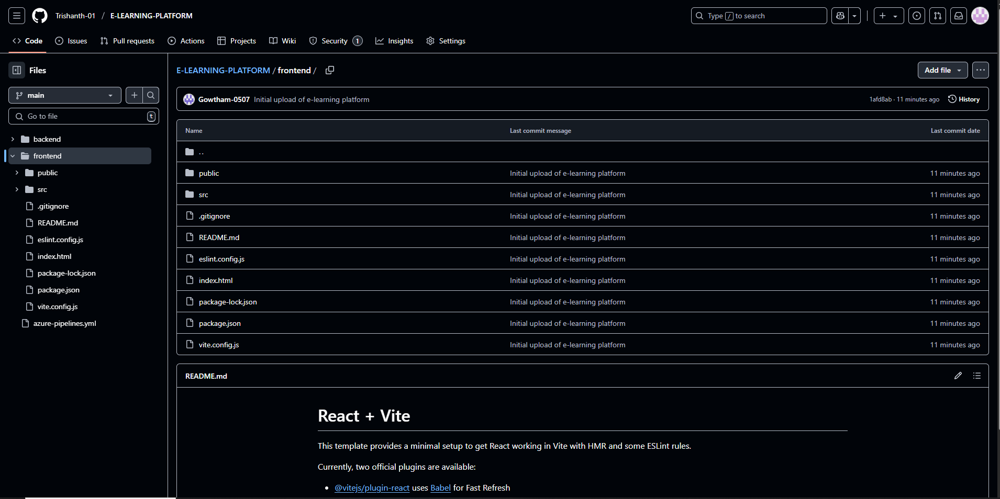 Trishanth-01 / E-LEARNING-PLATFORM
Type / to search
Code Issues Pull requests Actions Projects Wiki Security 1 Insights Settings
Files
main
Go to file t
backend
frontend
public
src
.gitignore
README.md
eslint.config.js
index.html
package-lock.json
package.json
vite.config.js
azure-pipelines.yml
E-LEARNING-PLATFORM / frontend /
Add file
Gowtham-0507 Initial upload of e-learning platform 1afd8ab · 11 minutes ago History
Name Last commit message Last commit date
..
public Initial upload of e-learning platform 11 minutes ago
src Initial upload of e-learning platform 11 minutes ago
.gitignore Initial upload of e-learning platform 11 minutes ago
README.md Initial upload of e-learning platform 11 minutes ago
eslint.config.js Initial upload of e-learning platform 11 minutes ago
index.html Initial upload of e-learning platform 11 minutes ago
package-lock.json Initial upload of e-learning platform 11 minutes ago
package.json Initial upload of e-learning platform 11 minutes ago
vite.config.js Initial upload of e-learning platform 11 minutes ago
README.md
React + Vite
This template provides a minimal setup to get React working in Vite with HMR and some ESLint rules.
Currently, two official plugins are available:
• @vitejs/plugin-react uses Babel for Fast Refresh